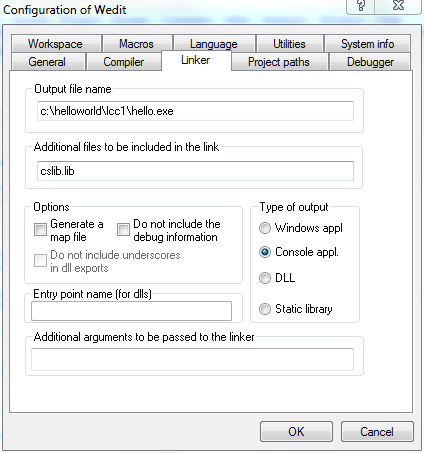 Configuration of Wedit
?
Workspace
Macros
Language
Utilities
System info
General
Compiler
Linker
Project paths
Debugger
Output file name
c:\helloworld\lcc1\hello.exe
Additional files to be included in the link
cslib.lib
Options
Generate a
map file
Do not include the
debug information
Do not include underscores
in dll exports
Type of output
Windows appl
Console appl.
DLL
Static library
Entry point name (for dlls)
Additional arguments to be passed to the linker
OK
Cancel